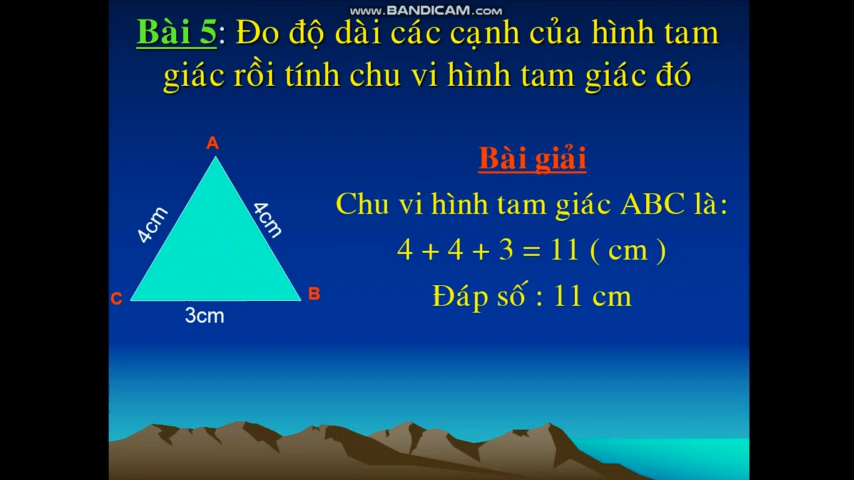 WWW.BANDICAM.COM
Bài 5: Đo độ dài các cạnh của hình tam
giác rồi tính chu vi hình tam giác đó
A
4cm
4cm
C
B
3cm
Bài giải
Chu vi hình tam giác ABC là:
4 + 4 + 3 = 11 ( cm )
Đáp số : 11 cm